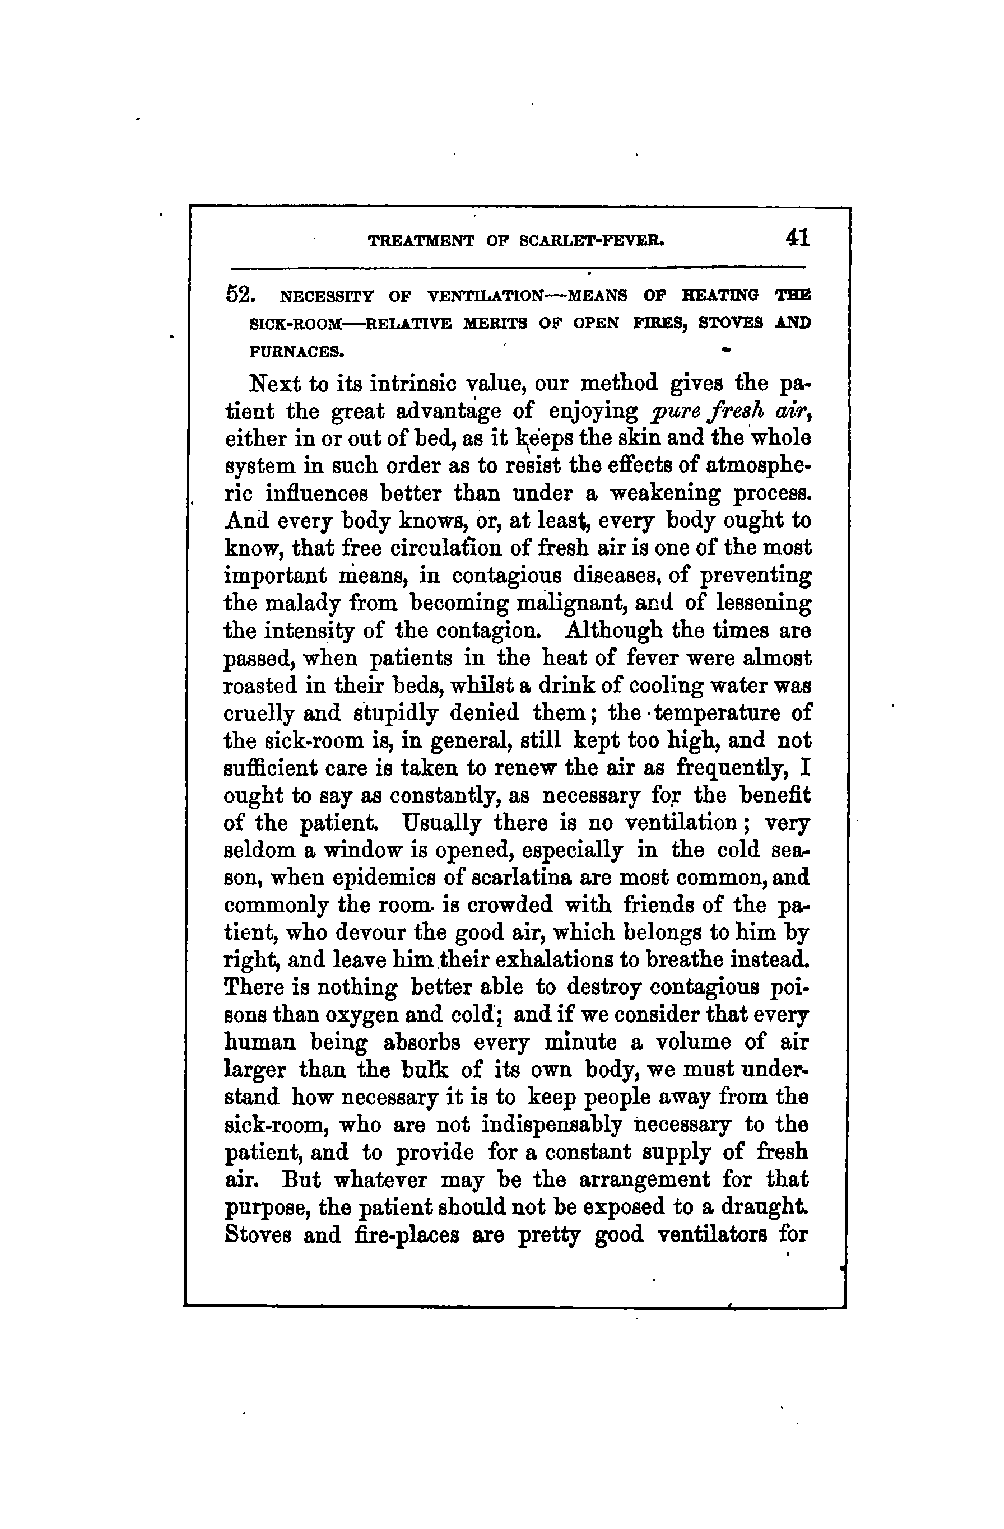 TREATMENT OF SCARLET-FEVER. 41
52. NECESSITY OF VENTILATION—MEANS OF HEATING THE
SICK-ROOM—RELATIVE MERITS OF OPEN FIRES, STOVES AND
FURNACES.
Next to its intrinsic value, our method gives the pa-
tient the great advantage of enjoying pure fresh air,
either in or out of bed, as it keeps the skin and the whole
system in such order as to resist the effects of atmosphe-
ric influences better than under a weakening process.
And every body knows, or, at least, every body ought to
know, that free circulation of fresh air is one of the most
important means, in contagious diseases, of preventing
the malady from becoming malignant, and of lessening
the intensity of the contagion. Although the times are
passed, when patients in the heat of fever were almost
roasted in their beds, whilst a drink of cooling water was
cruelly and stupidly denied them; the temperature of
the sick-room is, in general, still kept too high, and not
sufficient care is taken to renew the air as frequently, I
ought to say as constantly, as necessary for the benefit
of the patient. Usually there is no ventilation; very
seldom a window is opened, especially in the cold sea-
son, when epidemics of scarlatina are most common, and
commonly the room is crowded with friends of the pa-
tient, who devour the good air, which belongs to him by
right, and leave him their exhalations to breathe instead.
There is nothing better able to destroy contagious poi-
sons than oxygen and cold; and if we consider that every
human being absorbs every minute a volume of air
larger than the bulk of its own body, we must under-
stand how necessary it is to keep people away from the
sick-room, who are not indispensably necessary to the
patient, and to provide for a constant supply of fresh
air. But whatever may be the arrangement for that
purpose, the patient should not be exposed to a draught.
Stoves and fire-places are pretty good ventilators for